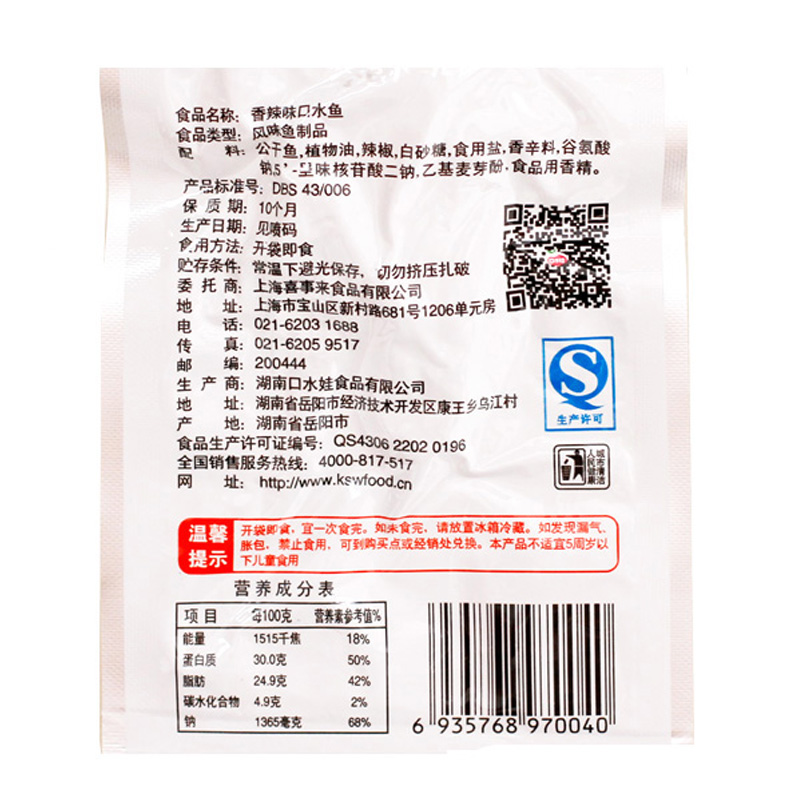 食品名称: 香辣味口水鱼
食品类型: 风味鱼制品
配 料: 公干鱼,植物油,辣椒,白砂糖,食用盐,香辛料,谷氨酸
钠,5'-呈味核苷酸二钠,乙基麦芽酚,食品用香精。
产品标准号: DBS 43/006
保 质 期: 10个月
生产日期: 见喷码
食用方法: 开袋即食
贮存条件: 常温下避光保存,切勿挤压扎破
委 托 商: 上海喜事来食品有限公司
地 址: 上海市宝山区新村路681号1206单元房
电 话: 021-6203 1688
传 真: 021-6205 9517
邮 编: 200444
生 产 商: 湖南口水娃食品有限公司
地 址: 湖南省岳阳市经济技术开发区康王乡乌江村
产 地: 湖南省岳阳市
食品生产许可证编号: QS4306 2202 0196
全国销售服务热线: 4000-817-517
网 址: http://www.kswfood.cn
生产许可
城市清洁
人民健康
温馨
提示
开袋即食，宜一次食完。如未食完，请放置冰箱冷藏。如发现漏气、
胀包，禁止食用，可到购买点或经销处兑换。本产品不适宜5周岁以
下儿童食用
营养成分表
项目 每100克 营养素参考值%
能量 1515千焦 18%
蛋白质 30.0克 50%
脂肪 24.9克 42%
碳水化合物 4.9克 2%
钠 1365毫克 68%
6 935768 970040